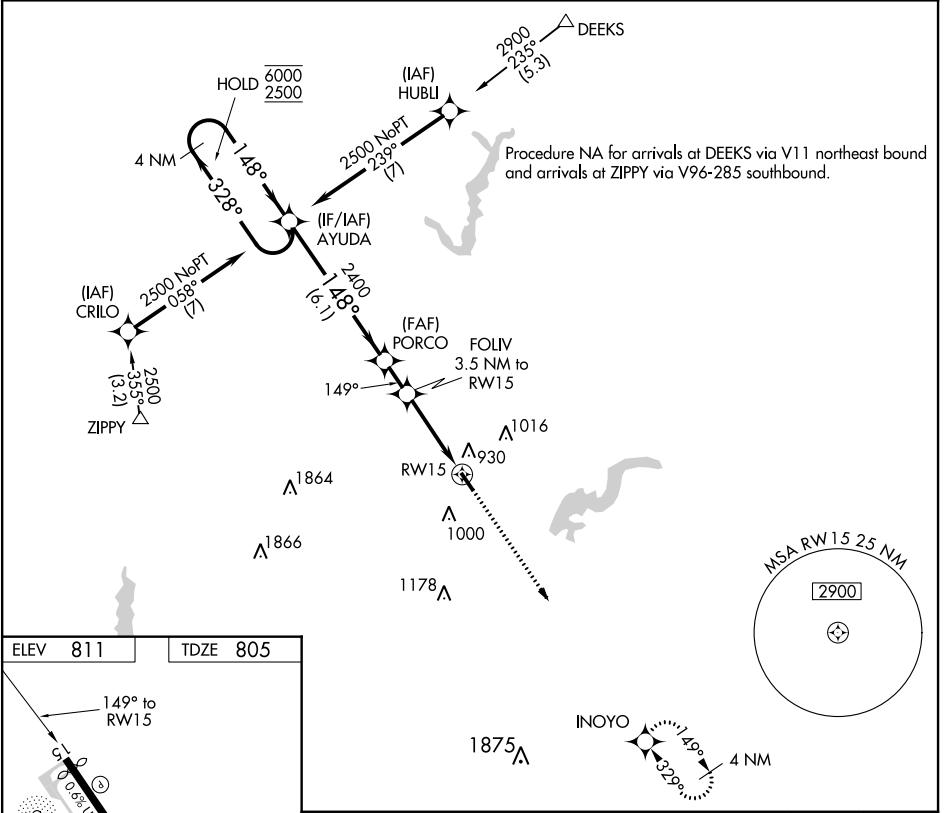 DEEKS
2900
235°
(5.3)
(IAF)
HUBLI
HOLD 6000
2500
4 NM
148°
328°
2500 NoPT
239°
(7)
Procedure NA for arrivals at DEEKS via V11 northeast bound
and arrivals at ZIPPY via V96-285 southbound.
(IF/IAF)
AYUDA
2500 NoPT
058°
(7)
(IAF)
CRILO
2400
148°
(6.1)
(FAF)
PORCO
FOLIV
3.5 NM to
RW15
149°
2500
355°
(3.2)
ZIPPY
1016
930
RW15
1864
1000
1866
1178
MSA RW15 25 NM
2900
ELEV 811
TDZE 805
149° to
RW15
15
P
0.6%
INOYO
149°
329°
4 NM
1875